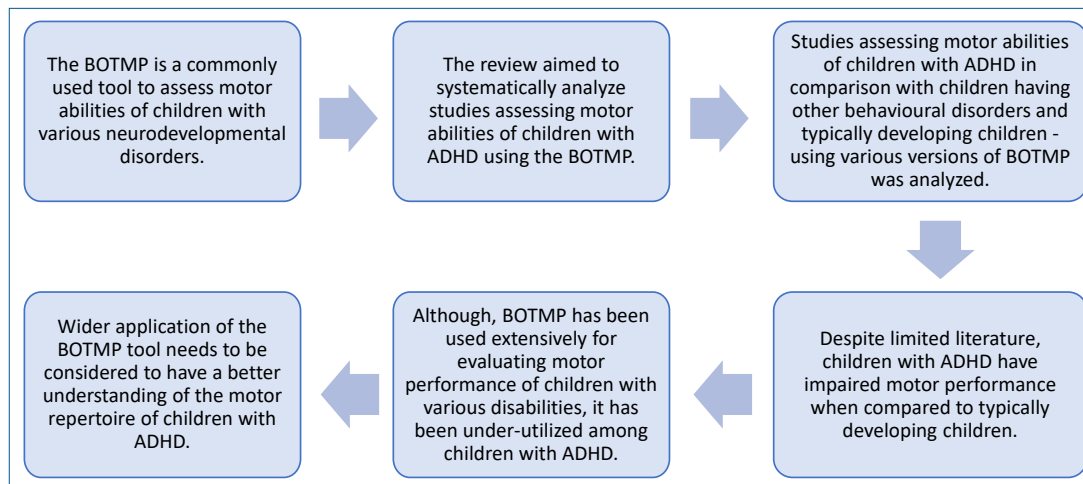 The BOTMP is a commonly
used tool to assess motor
abilities of children with
various neurodevelopmental
disorders.
The review aimed to
systematically analyze
studies assessing motor
abilities of children with
ADHD using the BOTMP.
Studies assessing motor abilities
of children with ADHD in
comparison with children having
other behavioural disorders and
typically developing children -
using various versions of BOTMP
was analyzed.
Despite limited literature,
children with ADHD have
impaired motor performance
when compared to typically
developing children.
Although, BOTMP has been
used extensively for
evaluating motor
performance of children with
various disabilities, it has
been under-utilized among
children with ADHD.
Wider application of the
BOTMP tool needs to be
considered to have a better
understanding of the motor
repertoire of children with
ADHD.